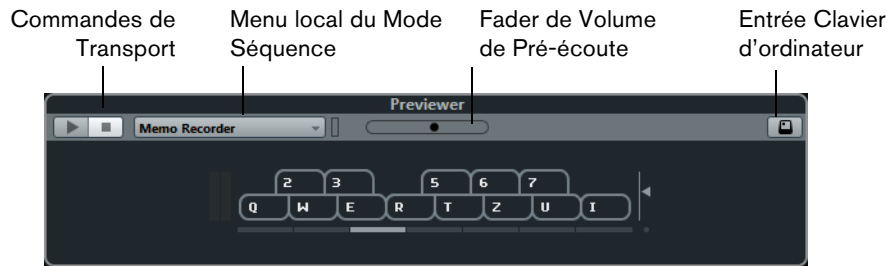 Commandes de Transport
Menu local du Mode Séquence
Fader de Volume de Pré-écoute
Entrée Clavier d'ordinateur
Previewer
Memo Recorder
2 3 5 6 7
Q W E R T Z U I